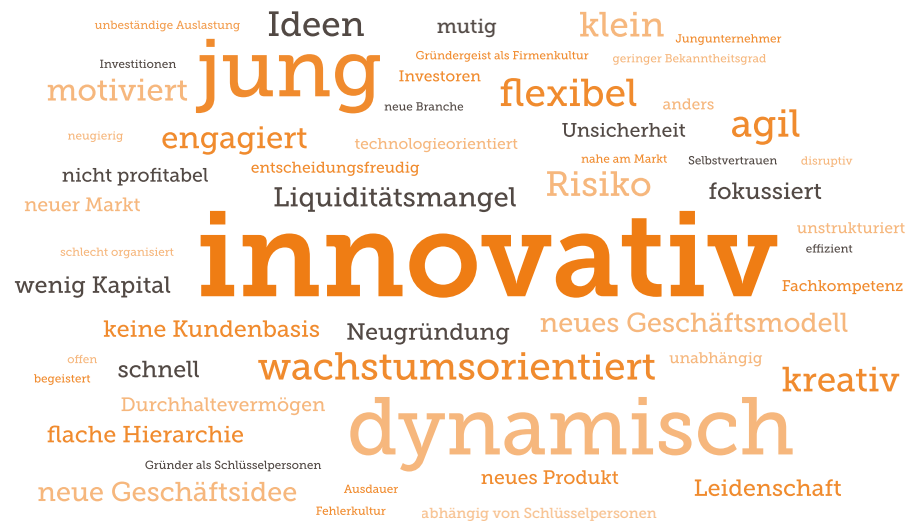 unbeständige Auslastung
Ideen
mutig
klein
Jungunternehmer
Investitionen
jung
Gründergeist als Firmenkultur
geringer Bekanntheitsgrad
motiviert
Investoren
flexibel
neue Branche
anders
neugierig
engagiert
technologieorientiert
Unsicherheit
agil
nicht profitabel
entscheidungsfreudig
nahe am Markt
Selbstvertrauen
disruptiv
neuer Markt
Liquiditätsmangel
Risiko
fokussiert
unstrukturiert
schlecht organisiert
innovativ
effizient
wenig Kapital
Fachkompetenz
keine Kundenbasis
Neugründung
neues Geschäftsmodell
offen
begeistert
schnell
wachstumsorientiert
unabhängig
kreativ
Durchhaltevermögen
dynamisch
flache Hierarchie
Gründer als Schlüsselpersonen
neues Produkt
neue Geschäftsidee
Ausdauer
Leidenschaft
Fehlerkultur
abhängig von Schlüsselpersonen